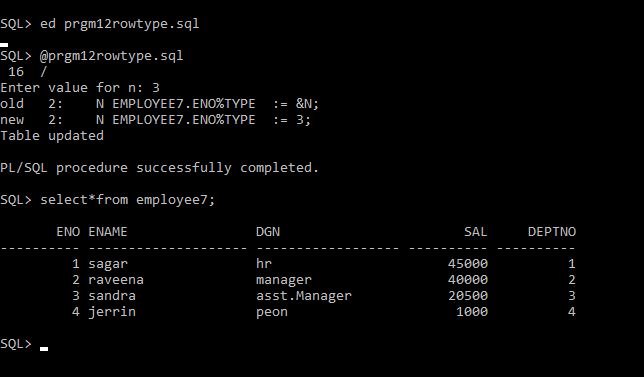 SQL> ed prgm12rowtype.sql
SQL> @prgm12rowtype.sql
 16  /
Enter value for n: 3
old   2:    N EMPLOYEE7.ENO%TYPE  := &N;
new   2:    N EMPLOYEE7.ENO%TYPE  := 3;
Table updated
PL/SQL procedure successfully completed.
SQL> select*from employee7;
       ENO ENAME                DGN                       SAL     DEPTNO
---------- -------------------- ------------------ ---------- ----------
         1 sagar                hr                      45000          1
         2 raveena              manager                 40000          2
         3 sandra               asst.Manager            20500          3
         4 jerrin               peon                     1000          4
SQL>